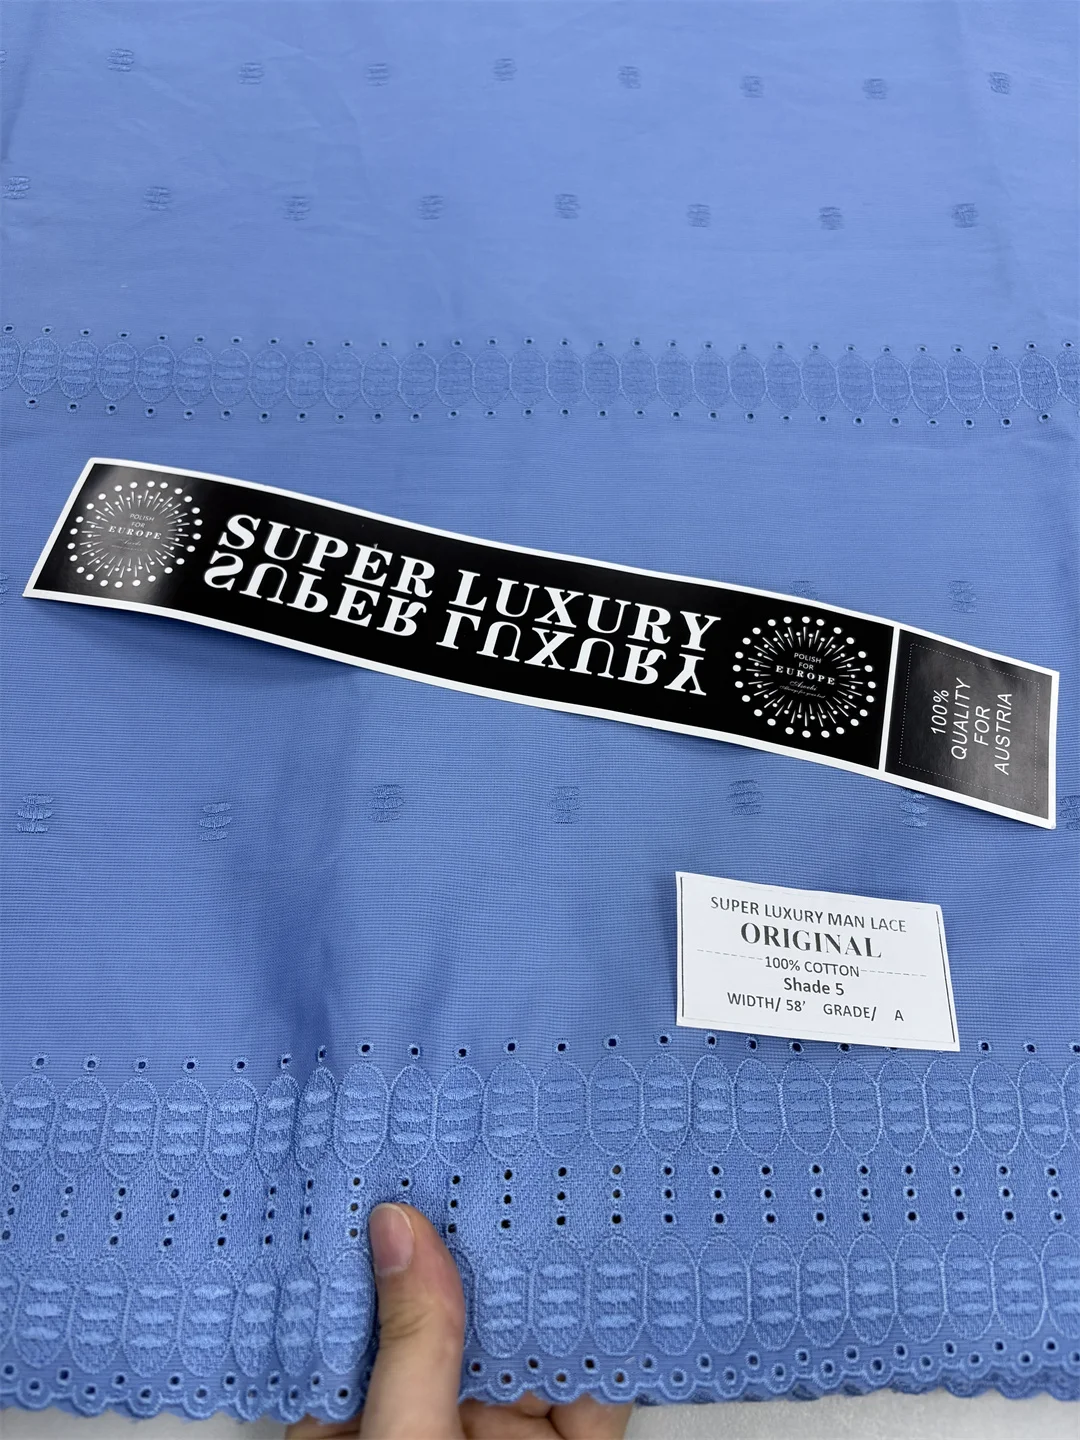 POLISH
FOR
EUROPE
SUPER LUXURY
SUPER LUXURY
POLISH
FOR
EUROPE
100%
QUALITY
FOR
AUSTRIA
SUPER LUXURY MAN LACE
ORIGINAL
100% COTTON
Shade 5
WIDTH/ 58' GRADE/ A